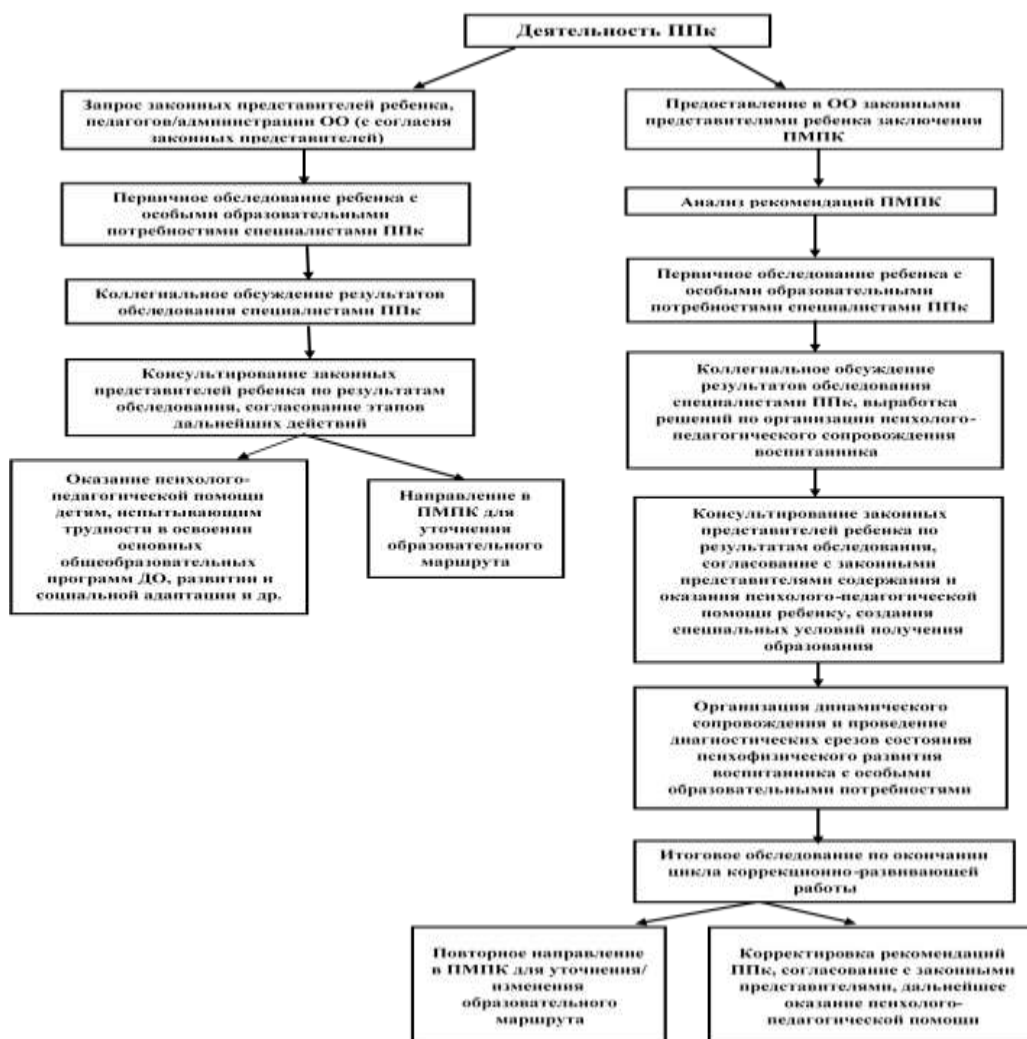 Деятельность ППк
Запрос законных представителей ребенка,
педагогов/администрации ОО (с согласия
законных представителей)
Первичное обследование ребенка с
особыми образовательными
потребностями специалистами ППк
Коллегиальное обсуждение результатов
обследования специалистами ППк
Консультирование законных
представителей ребенка по результатам
обследования, согласование этапов
дальнейших действий
Оказание психолого-
педагогической помощи
детям, испытывающим
трудности в освоении
основных
общеобразовательных
программ ДО, развитии и
социальной адаптации и др.
Направление в
ПМПК для
уточнения
образовательного
маршрута
Предоставление в ОО законными
представителями ребенка заключения
ПМПК
Анализ рекомендаций ПМПК
Первичное обследование ребенка с
особыми образовательными
потребностями специалистами ППк
Коллегиальное обсуждение
результатов обследования
специалистами ППк, выработка
решений по организации психолого-
педагогического сопровождения
воспитанника
Консультирование законных
представителей ребенка по
результатам обследования,
согласование с законными
представителями содержания и
оказания психолого-педагогической
помощи ребенку, создания
специальных условий получения
образования
Организация динамического
сопровождения и проведение
диагностических срезов состояния
психофизического развития
воспитанника с особыми
образовательными потребностями
Итоговое обследование по окончании
цикла коррекционно-развивающей
работы
Повторное направление
в ПМПК для уточнения/
изменения
образовательного
маршрута
Корректировка рекомендаций
ППк, согласование с законными
представителями, дальнейшее
оказание психолого-
педагогической помощи